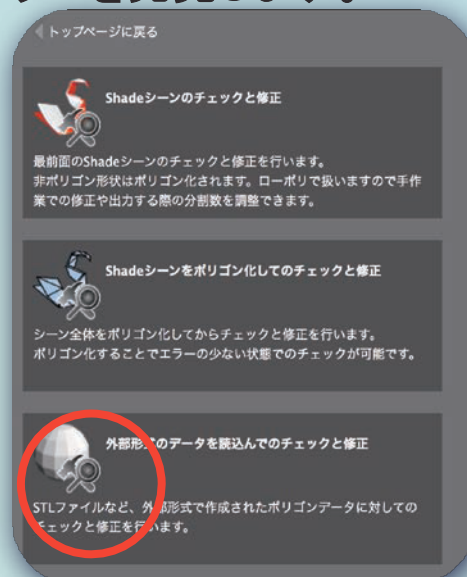 トップページに戻る
Shadeシーンのチェックと修正
最前面のShadeシーンのチェックと修正を行います。
非ポリゴン形状はポリゴン化されます。ローポリで扱いますので手作
業での修正や出力する際の分割数を調整できます。
Shadeシーンをポリゴン化してのチェックと修正
シーン全体をポリゴン化してからチェックと修正を行います。
ポリゴン化することでエラーの少ない状態でのチェックが可能です。
外部形式のデータを読込んでのチェックと修正
STLファイルなど、外部形式で作成されたポリゴンデータに対しての
チェックと修正を行います。